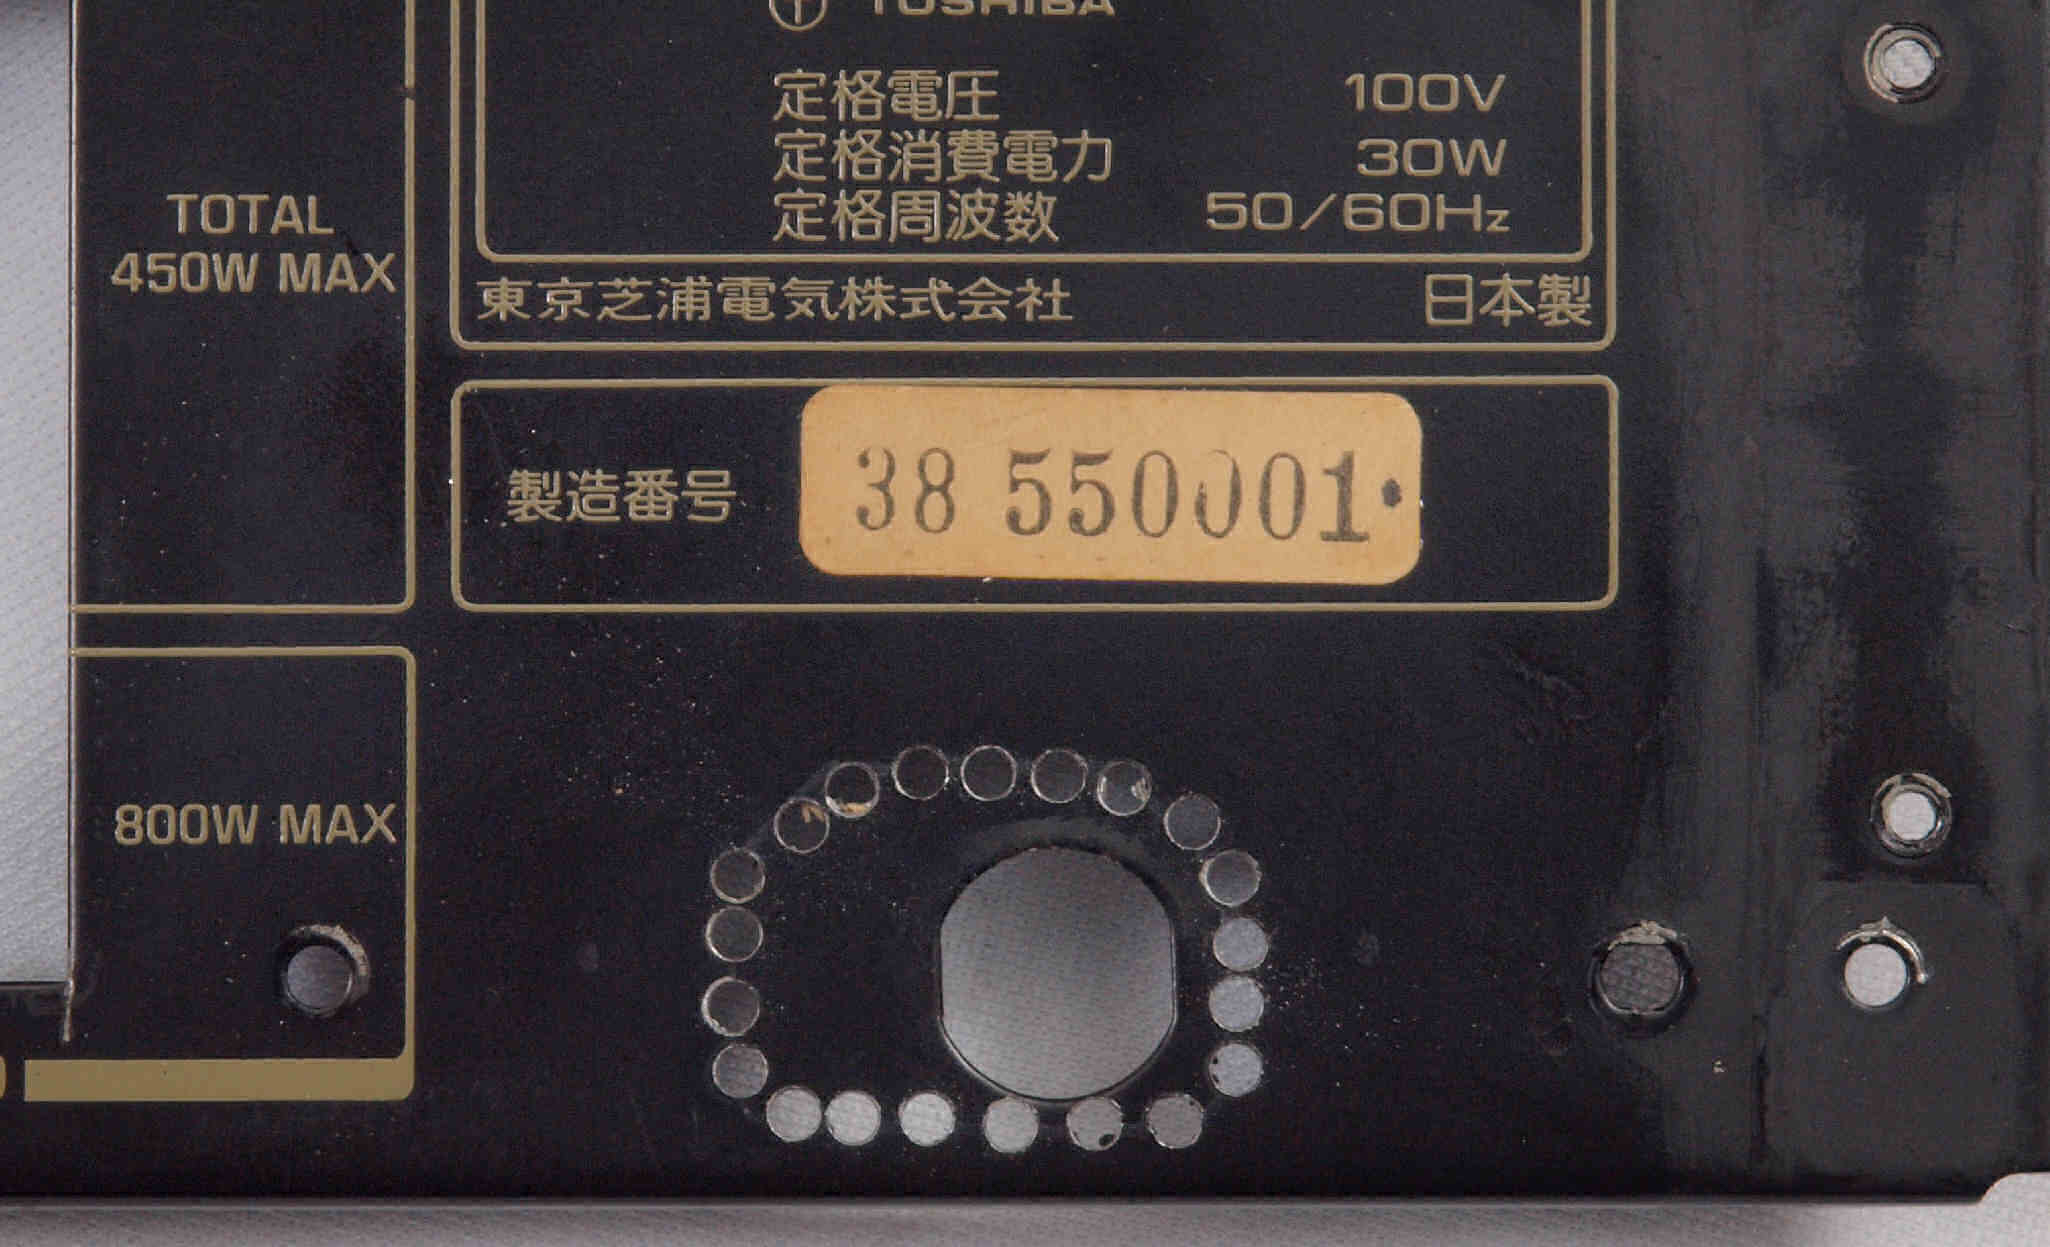 TOSHIBA
定格電圧 100V
定格消費電力 30W
定格周波数 50/60Hz
東京芝浦電気株式会社 日本製
TOTAL
450W MAX
製造番号 38 550001
800W MAX